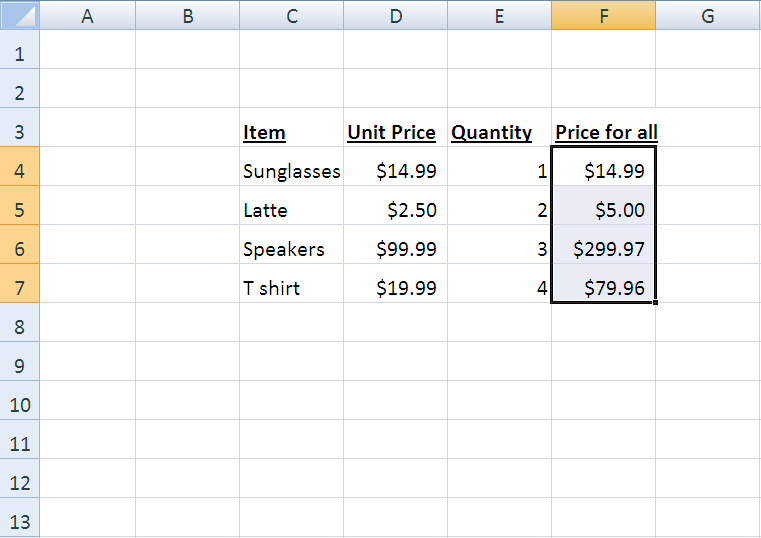 A B C D E F G
1
2
3 Item Unit Price Quantity Price for all
4 Sunglasses $14.99 1 $14.99
5 Latte $2.50 2 $5.00
6 Speakers $99.99 3 $299.97
7 T shirt $19.99 4 $79.96
8
9
10
11
12
13